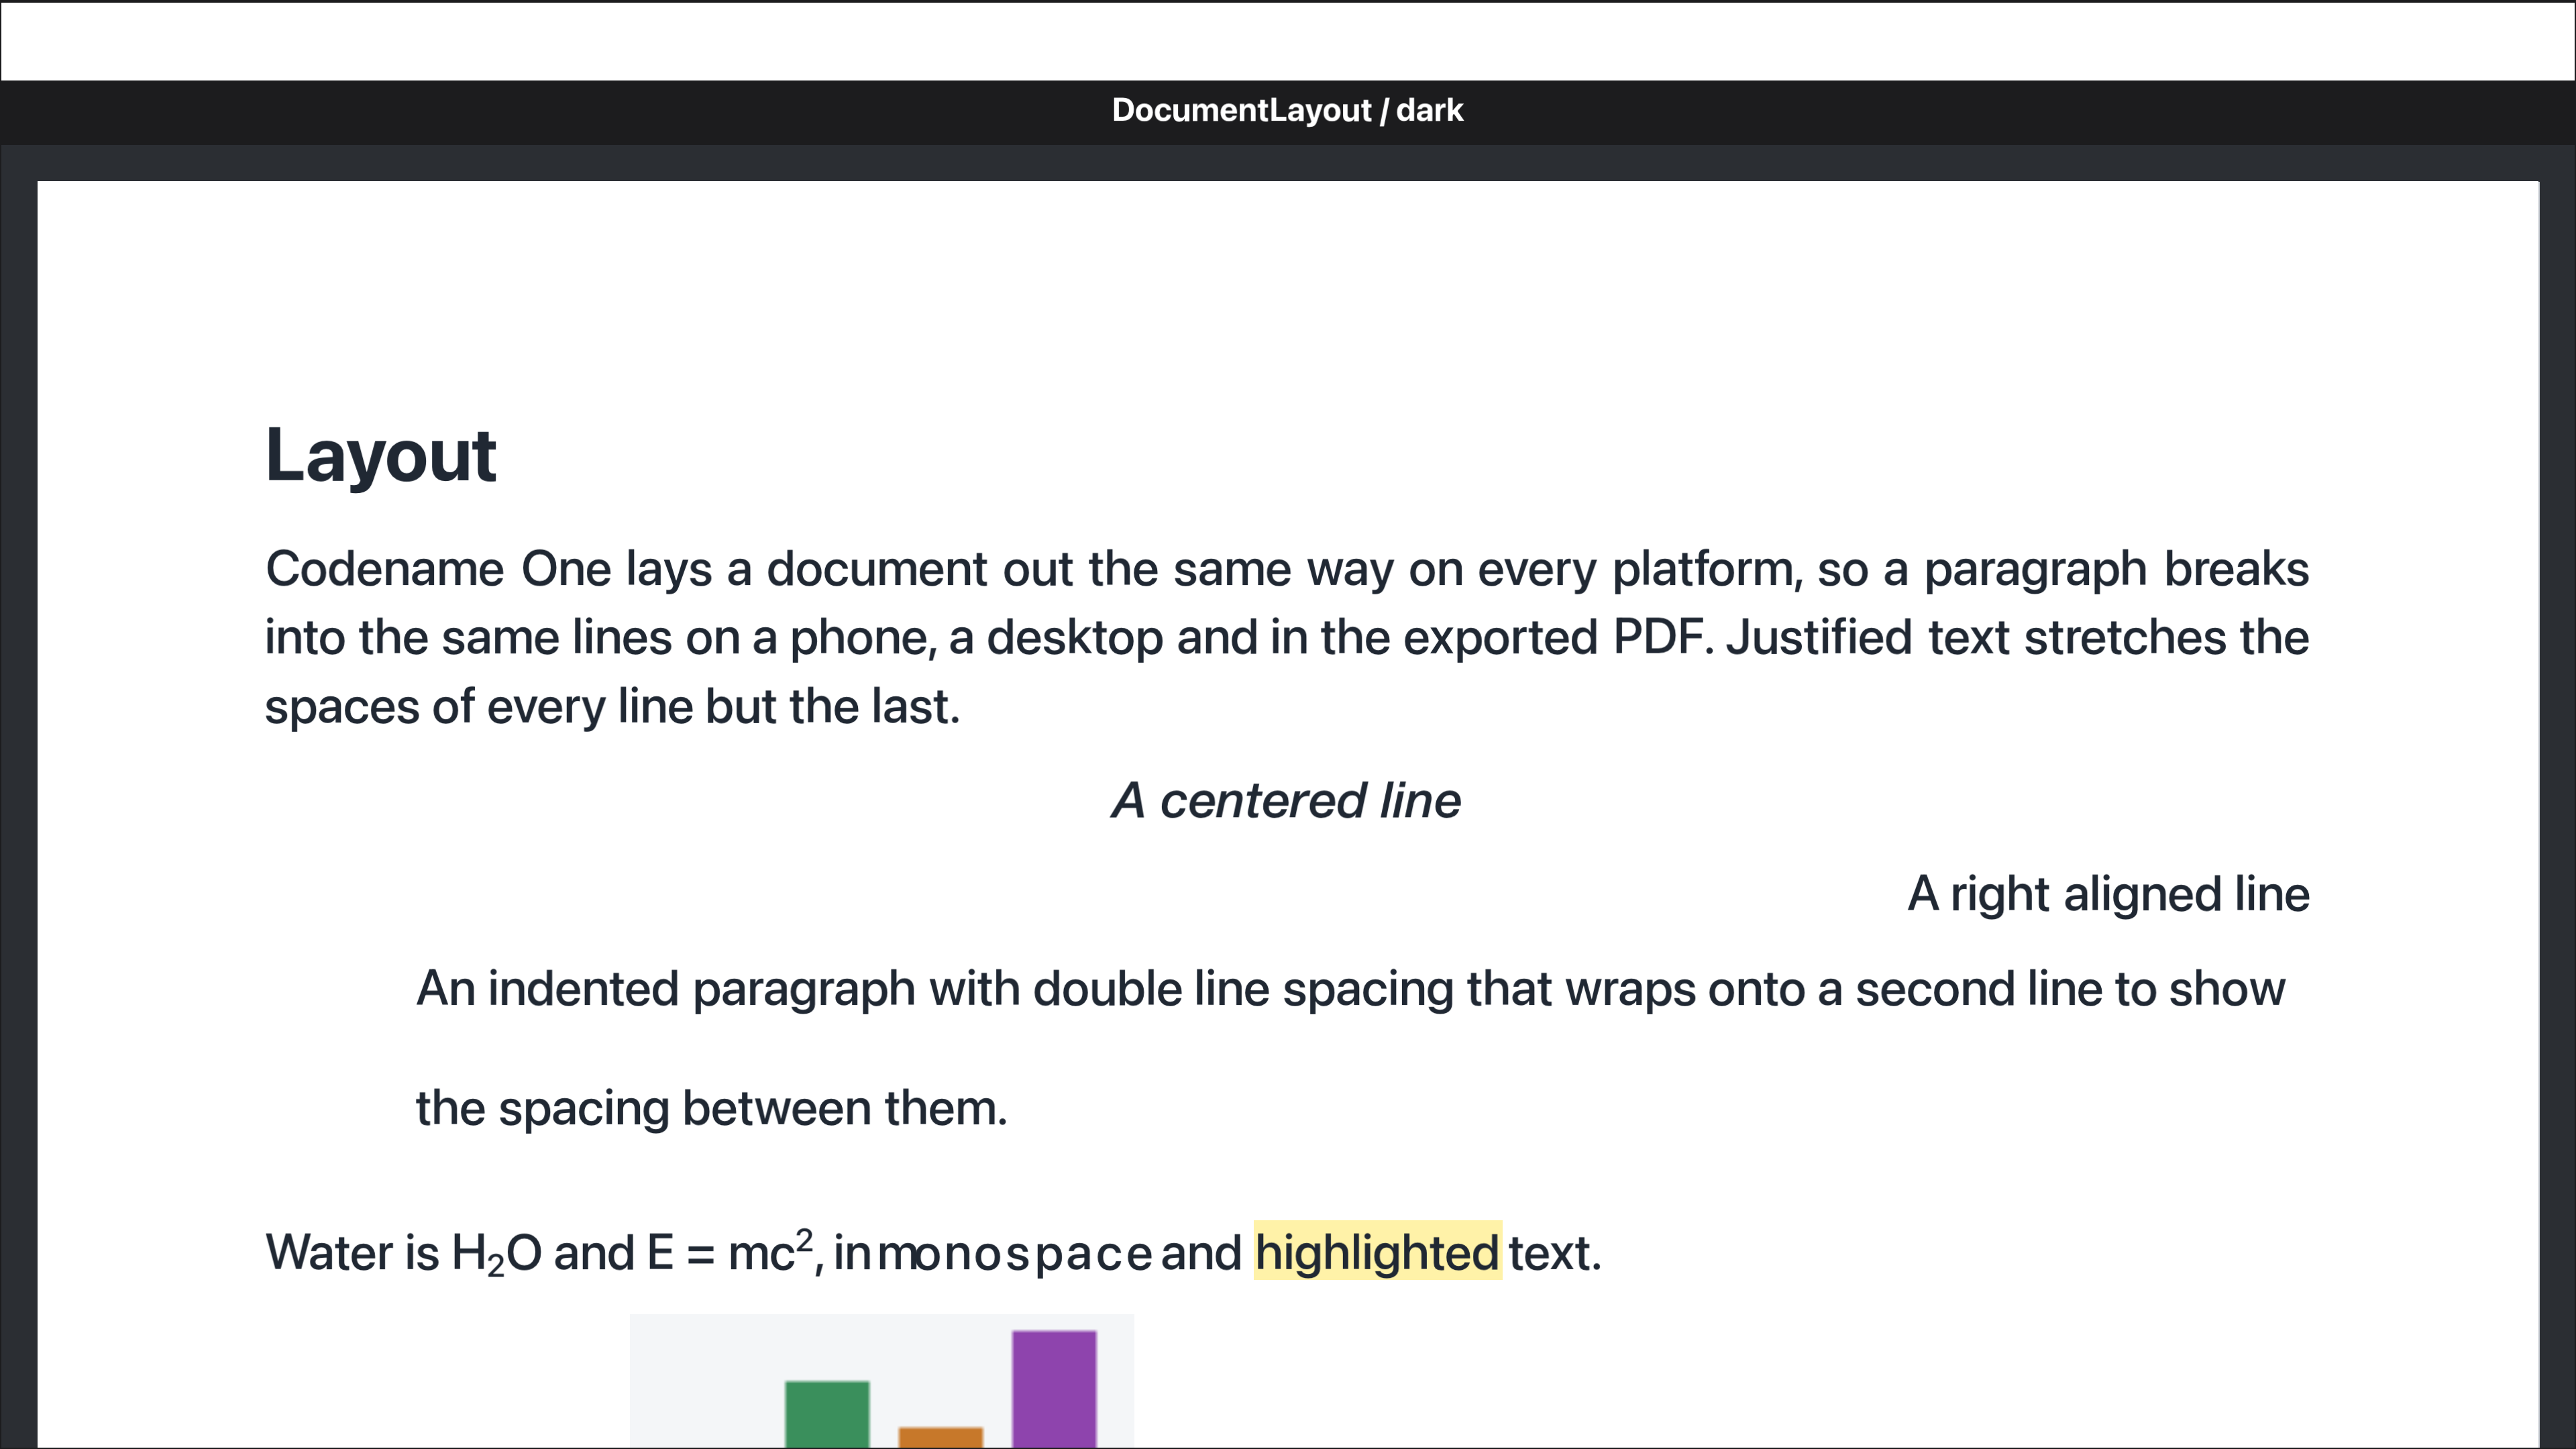 DocumentLayout / dark
Layout
Codename One lays a document out the same way on every platform, so a paragraph breaks
into the same lines on a phone, a desktop and in the exported PDF. Justified text stretches the
spaces of every line but the last.
A centered line
A right aligned line
An indented paragraph with double line spacing that wraps onto a second line to show
the spacing between them.
Water is H₂O and E = mc², in monospace and highlighted text.